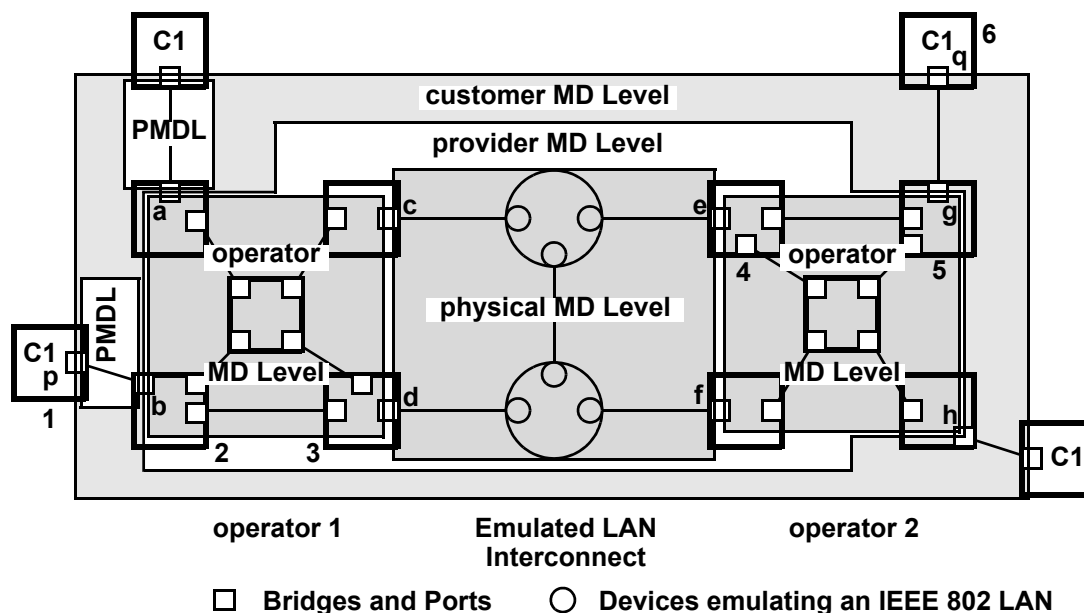 C1
C1
6
q
customer MD Level
PMDL
provider MD Level
a
c
e
g
operator
4
operator
5
physical MD Level
PMDL
C1
p
MD Level
MD Level
b
d
f
h
1
2
3
C1
operator 1
Emulated LAN
Interconnect
operator 2
Bridges and Ports
Devices emulating an IEEE 802 LAN